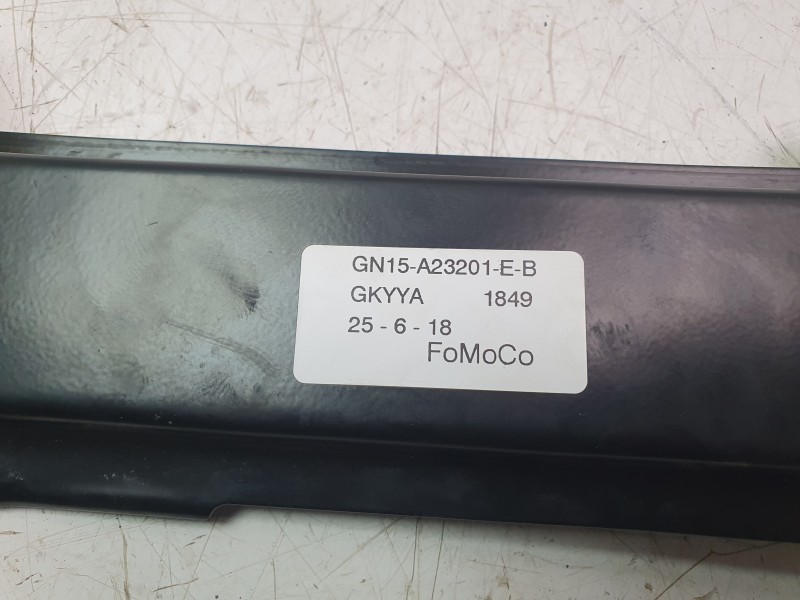 GN15-A23201-E-B
GKYYA 1849
25 - 6 - 18
FoMoCo